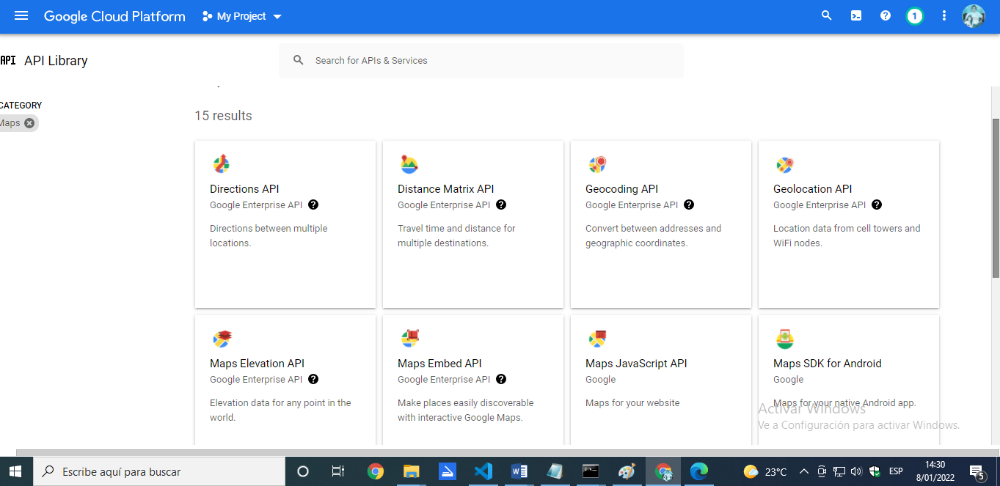 Google Cloud Platform
My Project
1
API
API Library
Search for APIs & Services
CATEGORY
Maps
15 results
Directions API
Google Enterprise API
Directions between multiple
locations.
Distance Matrix API
Google Enterprise API
Travel time and distance for
multiple destinations.
Geocoding API
Google Enterprise API
Convert between addresses and
geographic coordinates.
Geolocation API
Google Enterprise API
Location data from cell towers and
WiFi nodes.
Maps Elevation API
Google Enterprise API
Elevation data for any point in the
world.
Maps Embed API
Google Enterprise API
Make places easily discoverable
with interactive Google Maps.
Maps JavaScript API
Google
Maps for your website
Maps SDK for Android
Google
Maps for your native Android app.
Activar Windows
Ve a Configuración para activar Windows.
Escribe aquí para buscar
23°C
ESP
14:30
8/01/2022
5